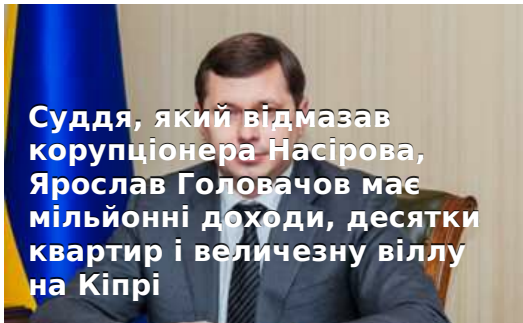 Суддя, який відмазав
корупціонера Насірова,
Ярослав Головачов має
мільйонні доходи, десятки
квартир і величезну віллу
на Кіпрі